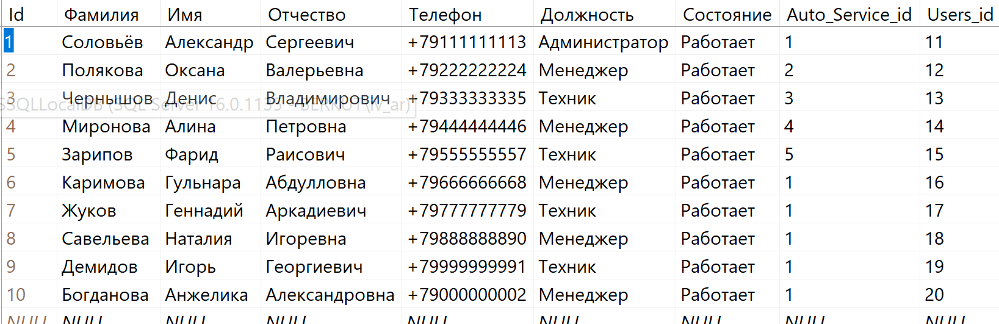 Id Фамилия Имя Отчество Телефон Должность Состояние Auto_Service_id Users_id
1 Соловьёв Александр Сергеевич +79111111113 Администратор Работает 1 11
2 Полякова Оксана Валерьевна +79222222224 Менеджер Работает 2 12
3 Чернышов Денис Владимирович +79333333335 Техник Работает 3 13
SSQLLocalDB (SQL Server 16.0.1135 - BERKUT\iv_ar)
4 Миронова Алина Петровна +79444444446 Менеджер Работает 4 14
5 Зарипов Фарид Раисович +79555555557 Техник Работает 5 15
6 Каримова Гульнара Абдулловна +79666666668 Менеджер Работает 1 16
7 Жуков Геннадий Аркадиевич +79777777779 Техник Работает 1 17
8 Савельева Наталия Игоревна +79888888890 Менеджер Работает 1 18
9 Демидов Игорь Георгиевич +79999999991 Техник Работает 1 19
10 Богданова Анжелика Александровна +79000000002 Менеджер Работает 1 20
NULL NULL NULL NULL NULL NULL NULL NULL NULL